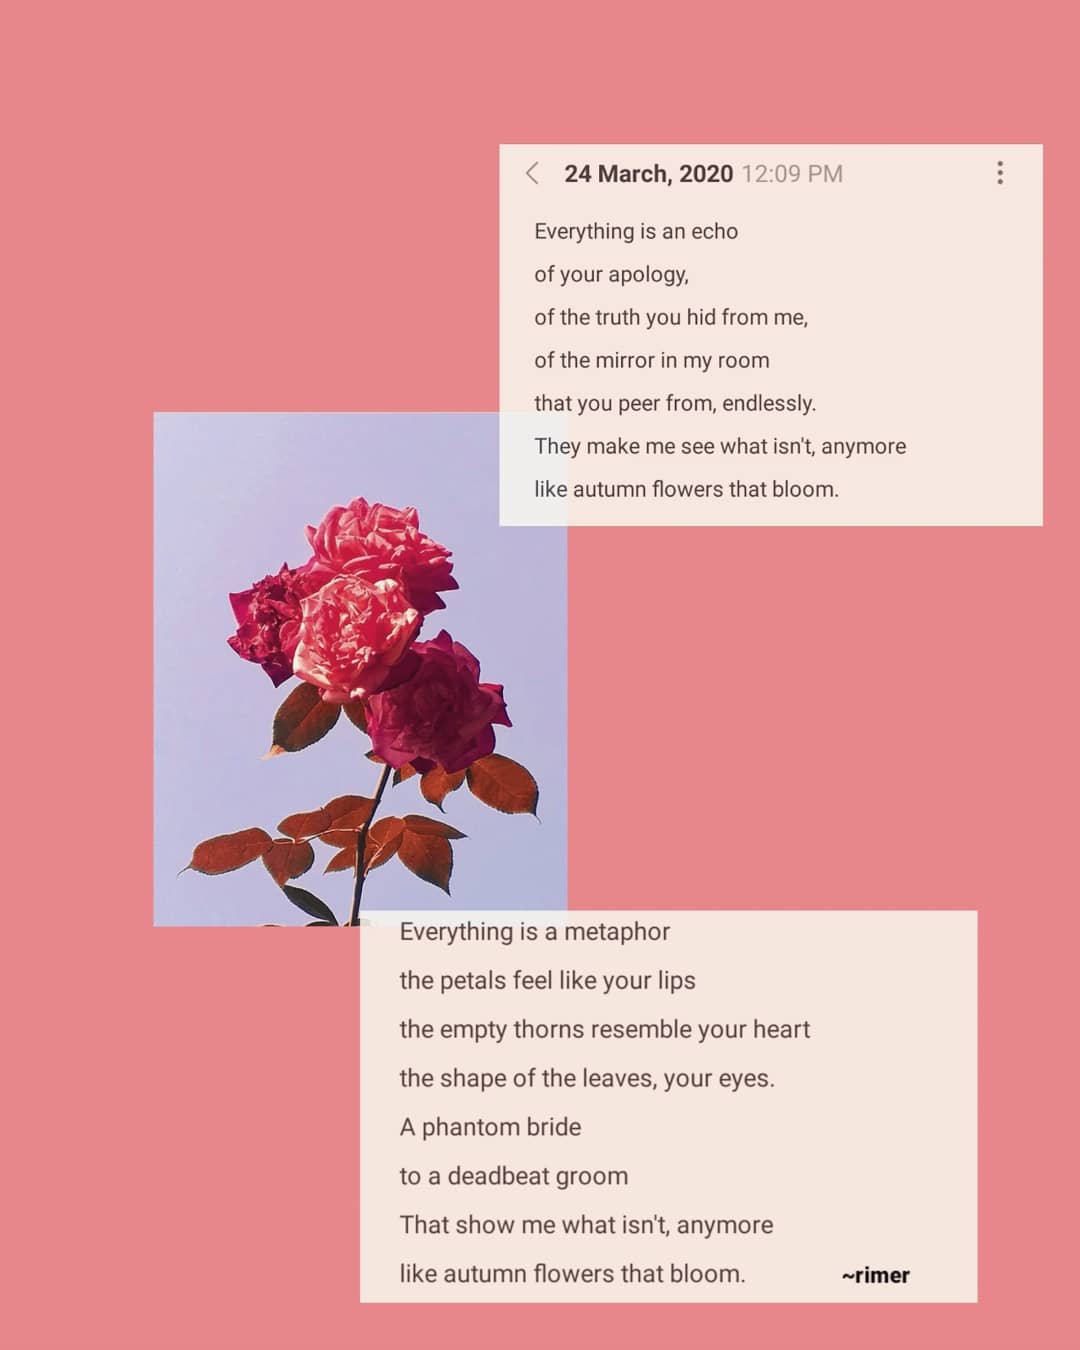 24 March, 2020 12:09 PM
Everything is an echo
of your apology,
of the truth you hid from me,
of the mirror in my room
that you peer from, endlessly.
They make me see what isn't, anymore
like autumn flowers that bloom.
Everything is a metaphor
the petals feel like your lips
the empty thorns resemble your heart
the shape of the leaves, your eyes.
A phantom bride
to a deadbeat groom
That show me what isn't, anymore
like autumn flowers that bloom.
~rimer